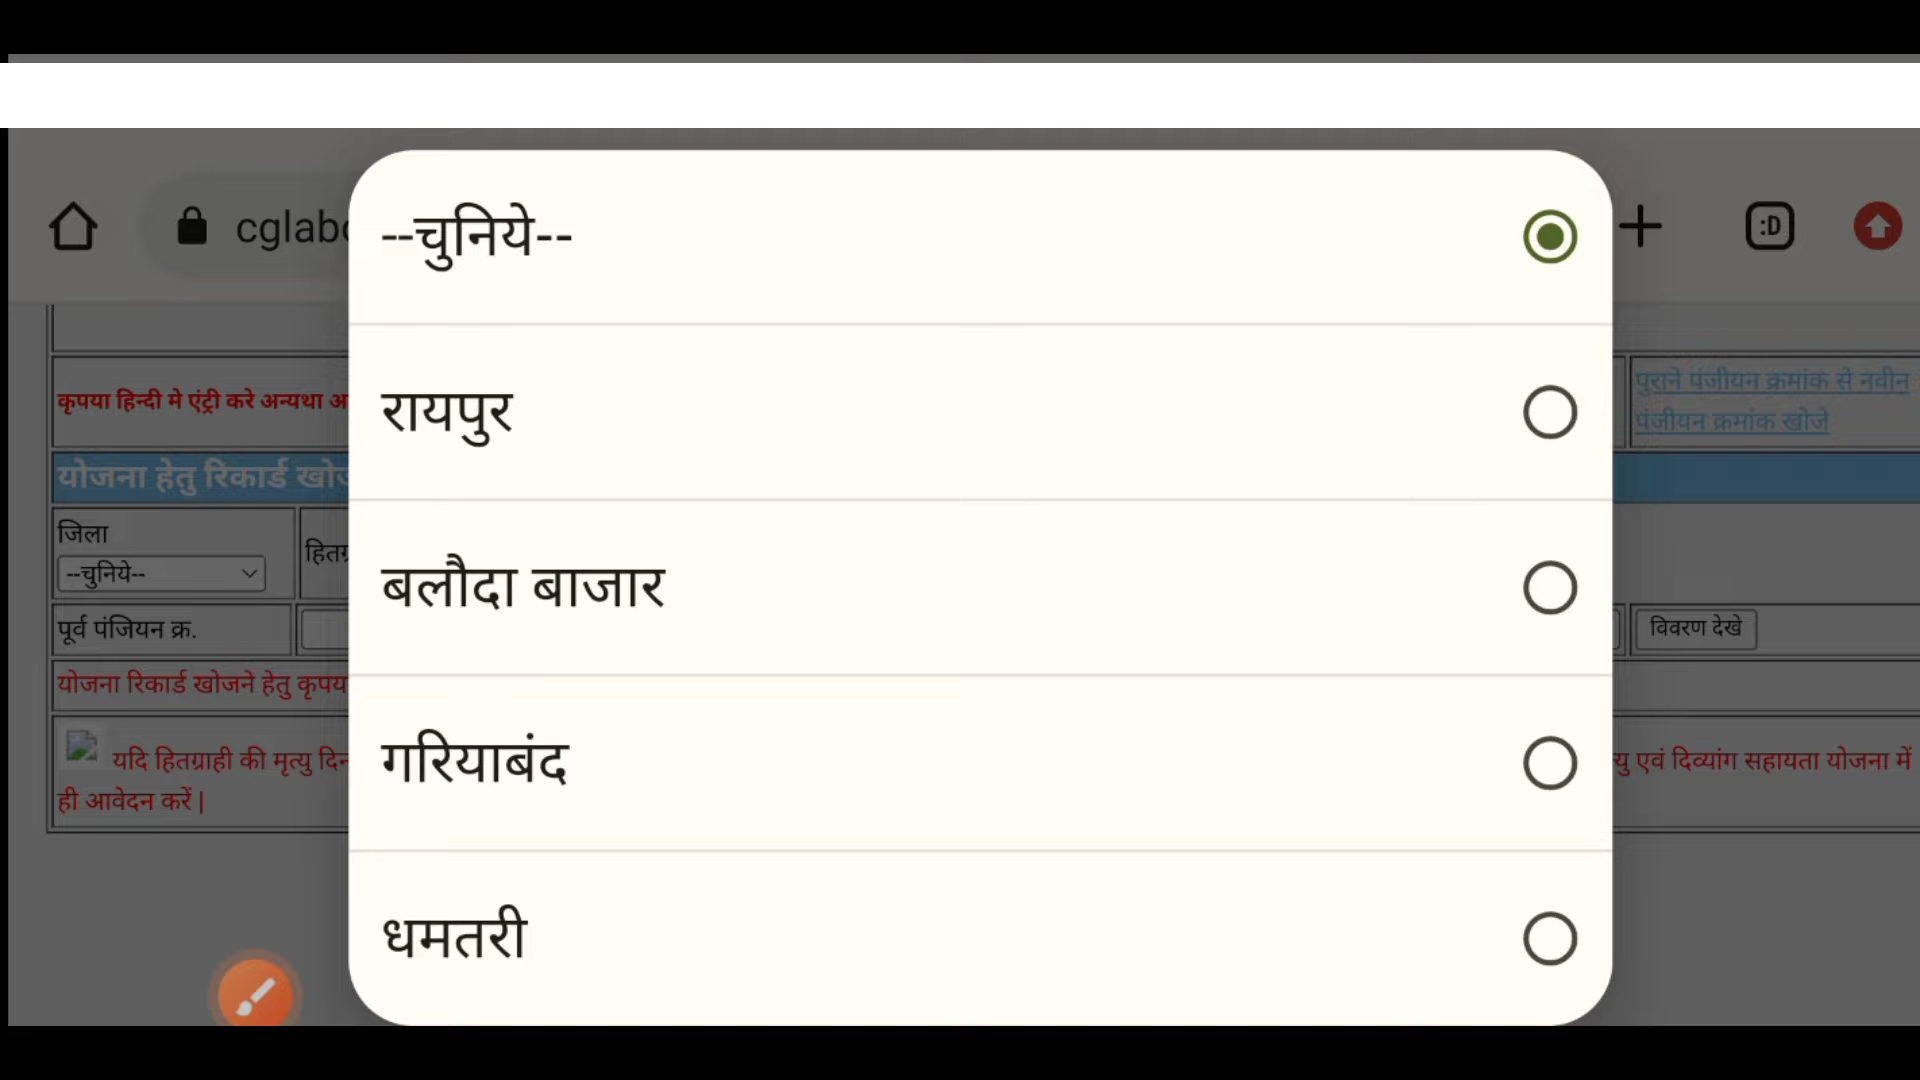 cglab
--चुनिये--
:D
रायपुर
बलौदा बाजार
गरियाबंद
धमतरी
कृपया हिन्दी मे एंट्री करे अन्यथा
पुराने पंजीयन क्रमांक से नवीन
पंजीयन क्रमांक खोजे
योजना हेतु रिकार्ड
जिला
--चुनिये--
पूर्व पंजियन क्र.
विवरण देखे
योजना रिकार्ड खोजने हेतु
यदि हितग्राही की मृत्यु
एवं दिव्यांग सहायता योजना में
ही आवेदन करें |